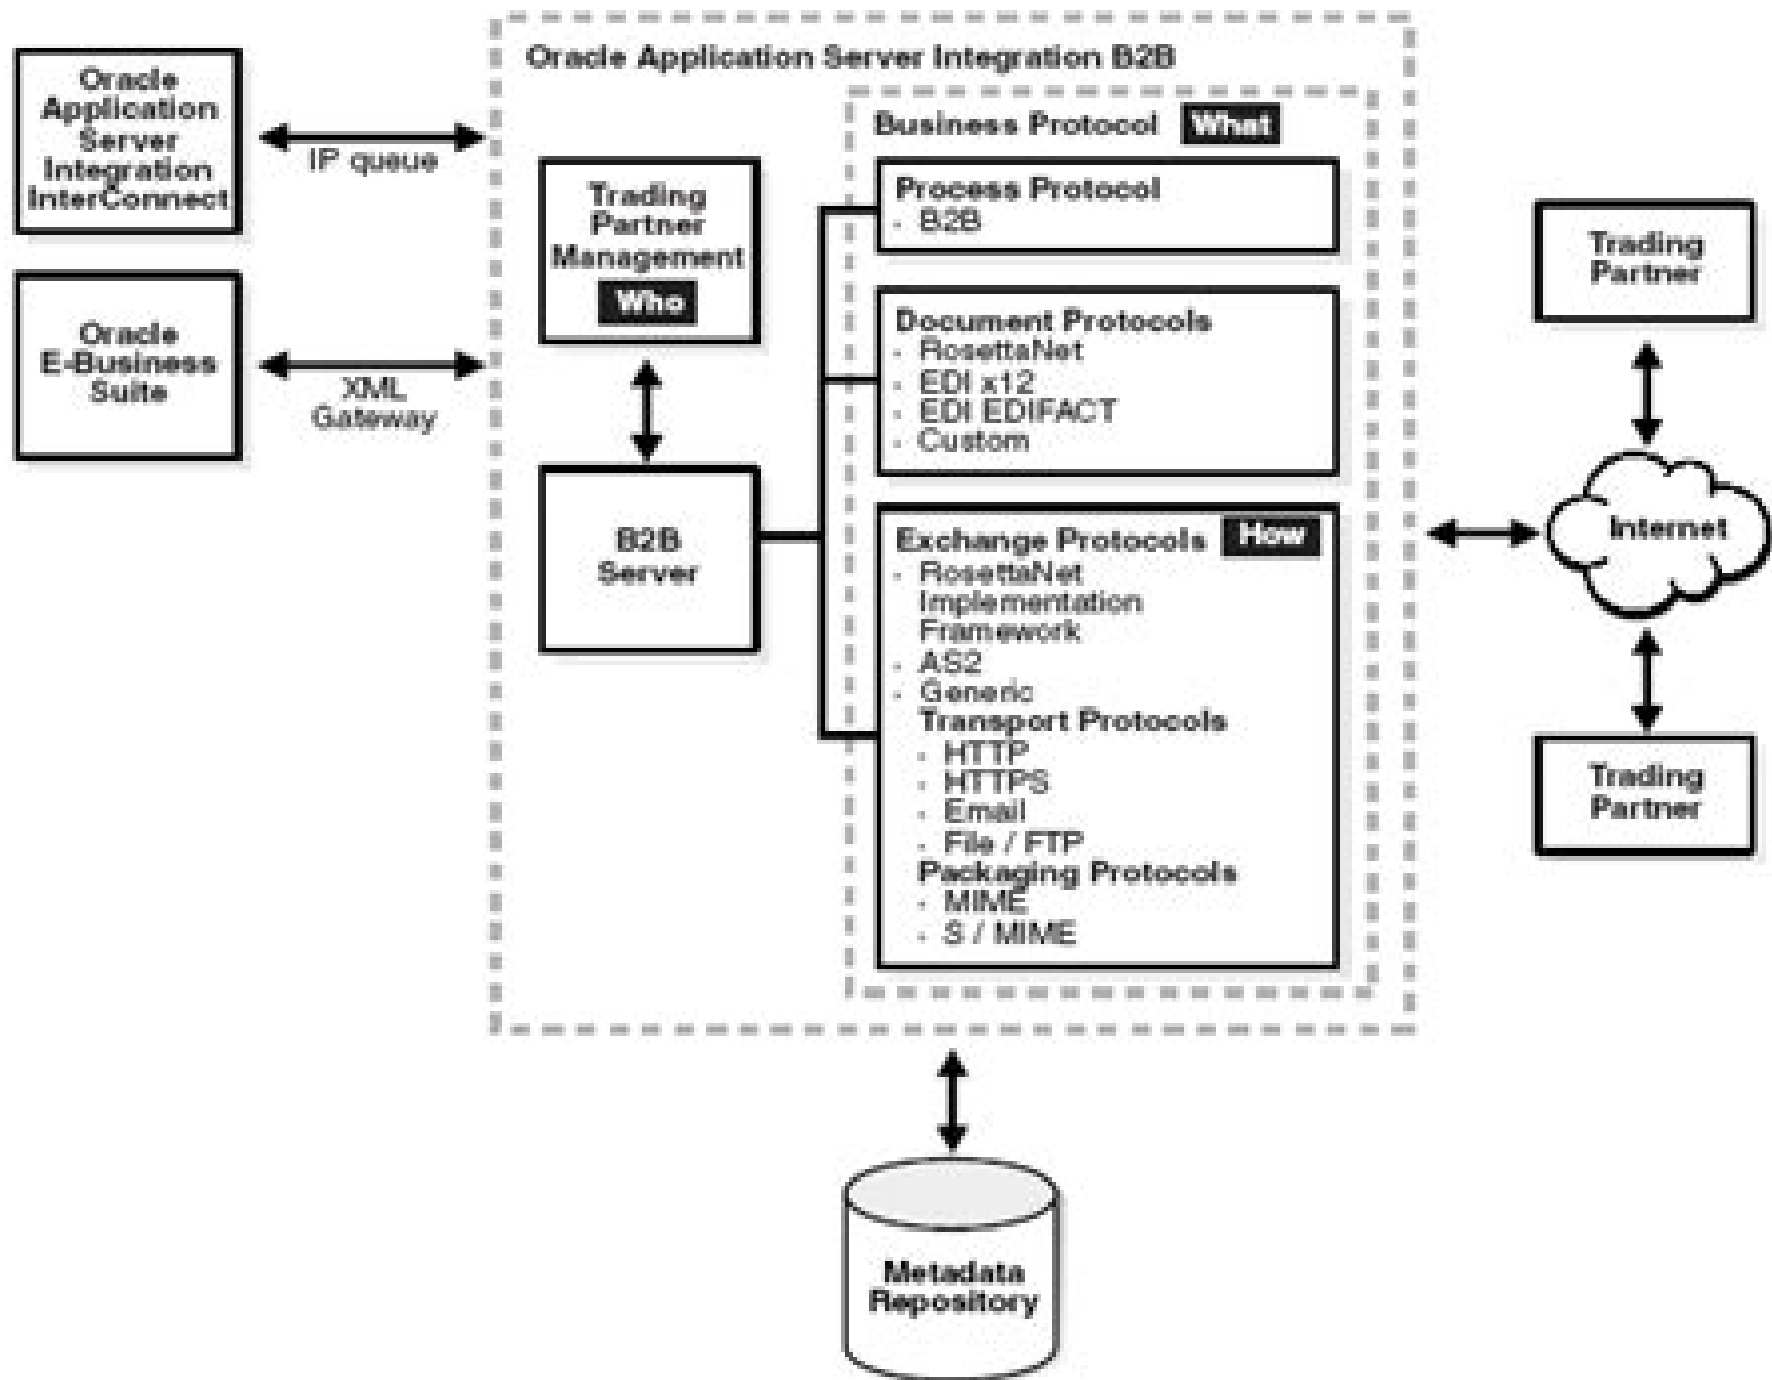 Oracle Application Server Integration B2B
Oracle
Application
Server
Integration
InterConnect
IP queue
Oracle
E-Business
Suite
XML
Gateway
Trading
Partner
Management
Who
B2B
Server
Business Protocol What
Process Protocol
- B2B
Document Protocols
- RosettaNet
- EDI x12
- EDI EDIFACT
- Custom
Exchange Protocols How
- RosettaNet
Implementation
Framework
- AS2
- Generic
Transport Protocols
- HTTP
- HTTPS
- Email
- File / FTP
Packaging Protocols
- MIME
- S / MIME
Trading
Partner
Internet
Trading
Partner
Metadata
Repository